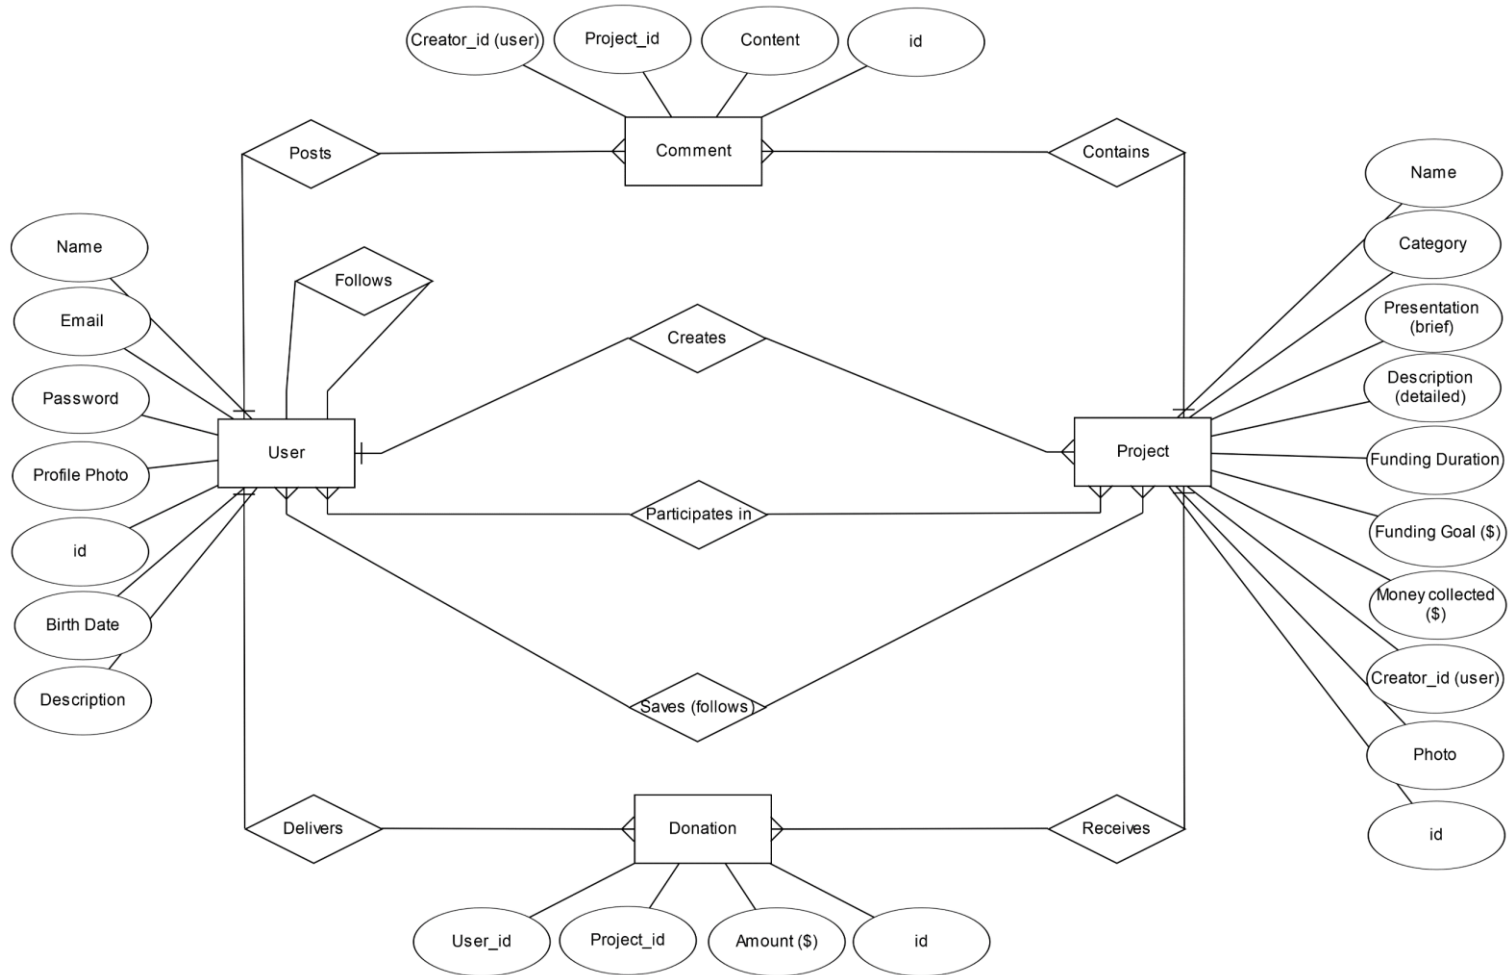 Creator_id (user)
Project_id
Content
id
Posts
Comment
Contains
Name
Category
Presentation
(brief)
Description
(detailed)
Funding Duration
Funding Goal ($)
Money collected
($)
Creator_id (user)
Photo
id
Name
Email
Password
Profile Photo
id
Birth Date
Description
Follows
Creates
User
Project
Participates in
Saves (follows)
Delivers
Donation
Receives
User_id
Project_id
Amount ($)
id